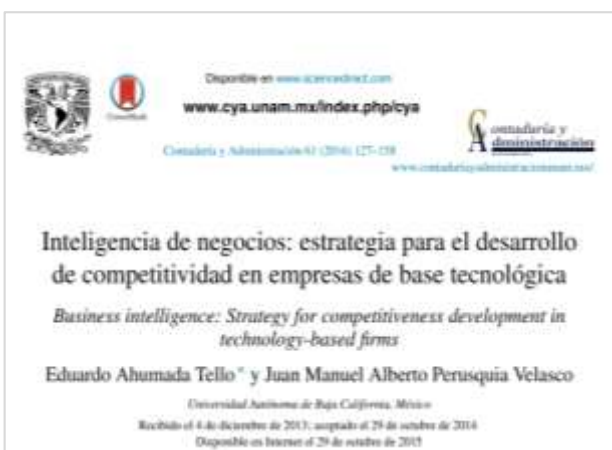 Disponible en www.sciencedirect.com
www.cya.unam.mx/index.php/cya
CrossMark
Contaduría y
Administración
Contaduría y Administración 61 (2016) 127–158
www.contaduriayadministracionunam.mx/
Inteligencia de negocios: estrategia para el desarrollo
de competitividad en empresas de base tecnológica
Business intelligence: Strategy for competitiveness development in
technology-based firms
Eduardo Ahumada Tello* y Juan Manuel Alberto Perusquia Velasco
Universidad Autónoma de Baja California, México
Recibido el 4 de diciembre de 2013; aceptado el 29 de octubre de 2014
Disponible en Internet el 29 de octubre de 2015